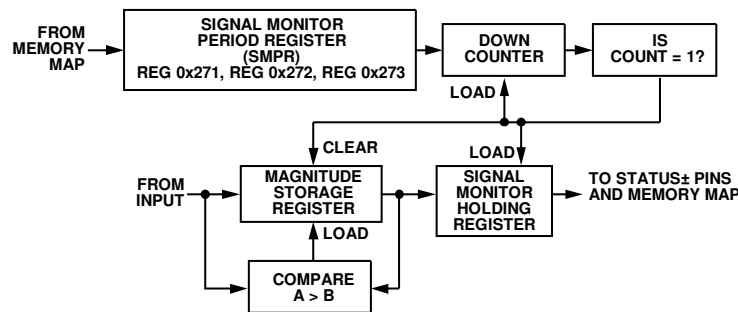 FROM
MEMORY
MAP
SIGNAL MONITOR
PERIOD REGISTER
(SMPR)
REG 0x271, REG 0x272, REG 0x273
DOWN
COUNTER
IS
COUNT = 1?
LOAD
CLEAR
LOAD
FROM
INPUT
MAGNITUDE
STORAGE
REGISTER
SIGNAL
MONITOR
HOLDING
REGISTER
TO STATUS± PINS
AND MEMORY MAP
LOAD
COMPARE
A > B